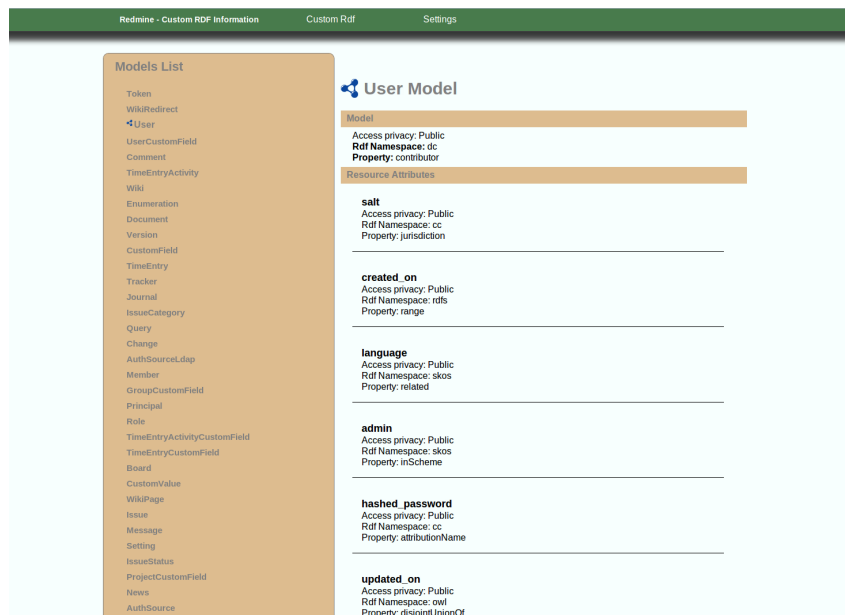 Redmine - Custom RDF Information Custom Rdf Settings
Models List
Token
WikiRedirect
User
UserCustomField
Comment
TimeEntryActivity
Wiki
Enumeration
Document
Version
CustomField
TimeEntry
Tracker
Journal
IssueCategory
Query
Change
AuthSourceLdap
Member
GroupCustomField
Principal
Role
TimeEntryActivityCustomField
TimeEntryCustomField
Board
CustomValue
WikiPage
Issue
Message
Setting
IssueStatus
ProjectCustomField
News
AuthSource
User Model
Model
Access privacy: Public
Rdf Namespace: dc
Property: contributor
Resource Attributes
salt
Access privacy: Public
Rdf Namespace: cc
Property: jurisdiction
created_on
Access privacy: Public
Rdf Namespace: rdfs
Property: range
language
Access privacy: Public
Rdf Namespace: skos
Property: related
admin
Access privacy: Public
Rdf Namespace: skos
Property: inScheme
hashed_password
Access privacy: Public
Rdf Namespace: cc
Property: attributionName
updated_on
Access privacy: Public
Rdf Namespace: owl
Property: disjointUnionOf